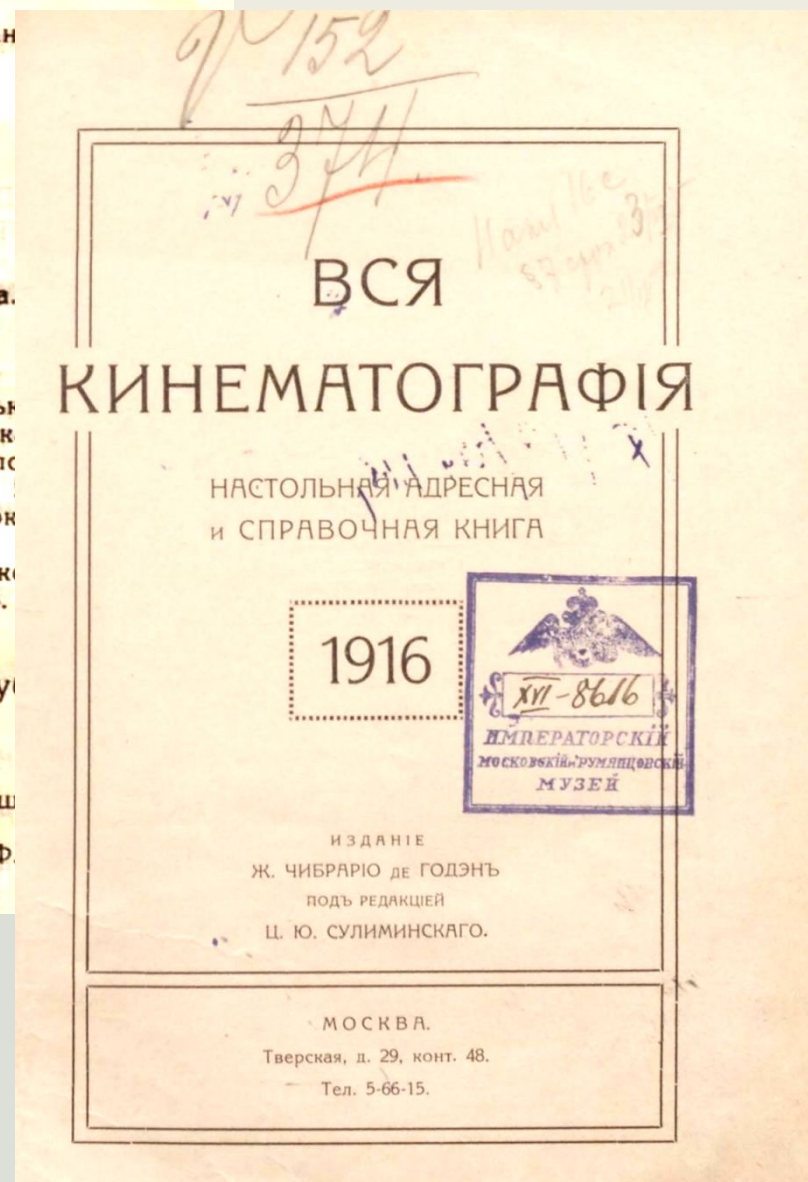 152
374.
ВСЯ
КИНЕМАТОГРАФІЯ
НАСТОЛЬНАЯ АДРЕСНАЯ
и СПРАВОЧНАЯ КНИГА
1916
XVI-8616
ИМПЕРАТОРСКІЙ
МОСКОВСКІЙ и РУМЯНЦОВСКІЙ
МУЗЕЙ
ИЗДАНІЕ
Ж. ЧИБРАРІО ДЕ ГОДЭНЪ
ПОДЪ РЕДАКЦІЕЙ
Ц. Ю. СУЛИМИНСКАГО.
МОСКВА.
Тверская, д. 29, конт. 48.
Тел. 5-66-15.